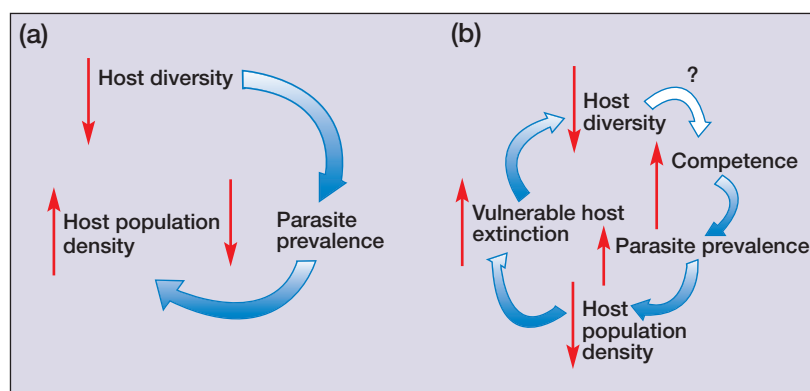 (a)
Host diversity
Host population
density
Parasite
prevalence
(b)
?
Host
diversity
Competence
Vulnerable host
extinction
Parasite prevalence
Host
population
density